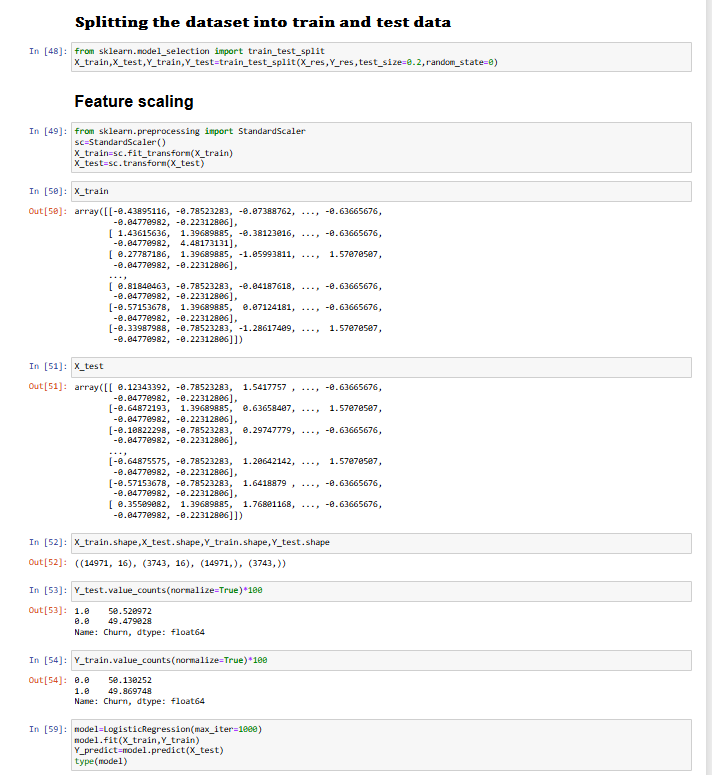 Splitting the dataset into train and test data
In [48]: from sklearn.model_selection import train_test_split
X_train,X_test,Y_train,Y_test=train_test_split(X_res,Y_res,test_size=0.2,random_state=0)
Feature scaling
In [49]: from sklearn.preprocessing import StandardScaler
sc=StandardScaler()
X_train=sc.fit_transform(X_train)
X_test=sc.transform(X_test)
In [50]: X_train
Out[50]: array([[-0.43895116, -0.78523283, -0.07388762, ..., -0.63665676,
-0.04770982, -0.22312806],
[ 1.43615636, 1.39689885, -0.38123016, ..., -0.63665676,
-0.04770982, 4.48173131],
[ 0.27787186, 1.39689885, -1.05993811, ..., 1.57070507,
-0.04770982, -0.22312806],
...,
[ 0.81840463, -0.78523283, -0.04187618, ..., -0.63665676,
-0.04770982, -0.22312806],
[-0.57153678, 1.39689885, 0.07124181, ..., -0.63665676,
-0.04770982, -0.22312806],
[-0.33987988, -0.78523283, -1.28617409, ..., 1.57070507,
-0.04770982, -0.22312806]])
In [51]: X_test
Out[51]: array([[ 0.12343392, -0.78523283, 1.5417757 , ..., -0.63665676,
-0.04770982, -0.22312806],
[-0.64872193, 1.39689885, 0.63658407, ..., 1.57070507,
-0.04770982, -0.22312806],
[-0.10822298, -0.78523283, 0.29747779, ..., -0.63665676,
-0.04770982, -0.22312806],
...,
[-0.64875575, -0.78523283, 1.20642142, ..., 1.57070507,
-0.04770982, -0.22312806],
[-0.57153678, -0.78523283, 1.6418879 , ..., -0.63665676,
-0.04770982, -0.22312806],
[ 0.35509082, 1.39689885, 1.76801168, ..., -0.63665676,
-0.04770982, -0.22312806]])
In [52]: X_train.shape,X_test.shape,Y_train.shape,Y_test.shape
Out[52]: ((14971, 16), (3743, 16), (14971,), (3743,))
In [53]: Y_test.value_counts(normalize=True)*100
Out[53]: 1.0 50.520972
0.0 49.479028
Name: Churn, dtype: float64
In [54]: Y_train.value_counts(normalize=True)*100
Out[54]: 0.0 50.130252
1.0 49.869748
Name: Churn, dtype: float64
In [59]: model=LogisticRegression(max_iter=1000)
model.fit(X_train,Y_train)
Y_predict=model.predict(X_test)
type(model)